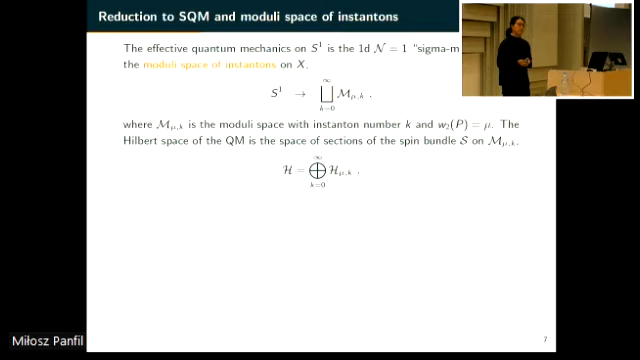 Reduction to SQM and moduli space of instantons
The effective quantum mechanics on S¹ is the 1d 𝒩 = 1 "sigma-m
the moduli space of instantons on X.
S¹ → ⨆_{k=0}^{∞} ℳ_{μ,k} .
where ℳ_{μ,k} is the moduli space with instanton number k and w₂(P) = μ. The
Hilbert space of the QM is the space of sections of the spin bundle 𝒮 on ℳ_{μ,k}.
ℋ = ⨁_{k=0}^{∞} ℋ_{μ,k} .
Miłosz Panfil
7